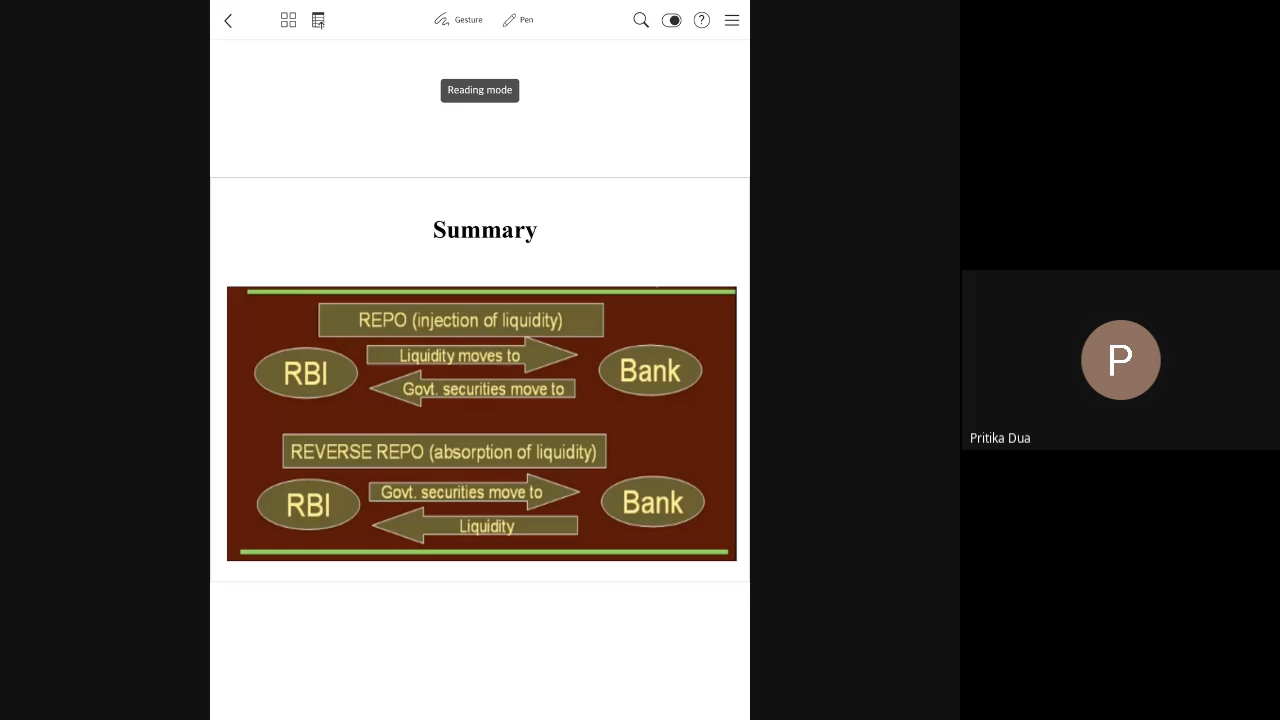 Gesture
Pen
Reading mode
Summary
REPO (injection of liquidity)
Liquidity moves to
RBI
Bank
Govt. securities move to
REVERSE REPO (absorption of liquidity)
Govt. securities move to
RBI
Bank
Liquidity
P
Pritika Dua